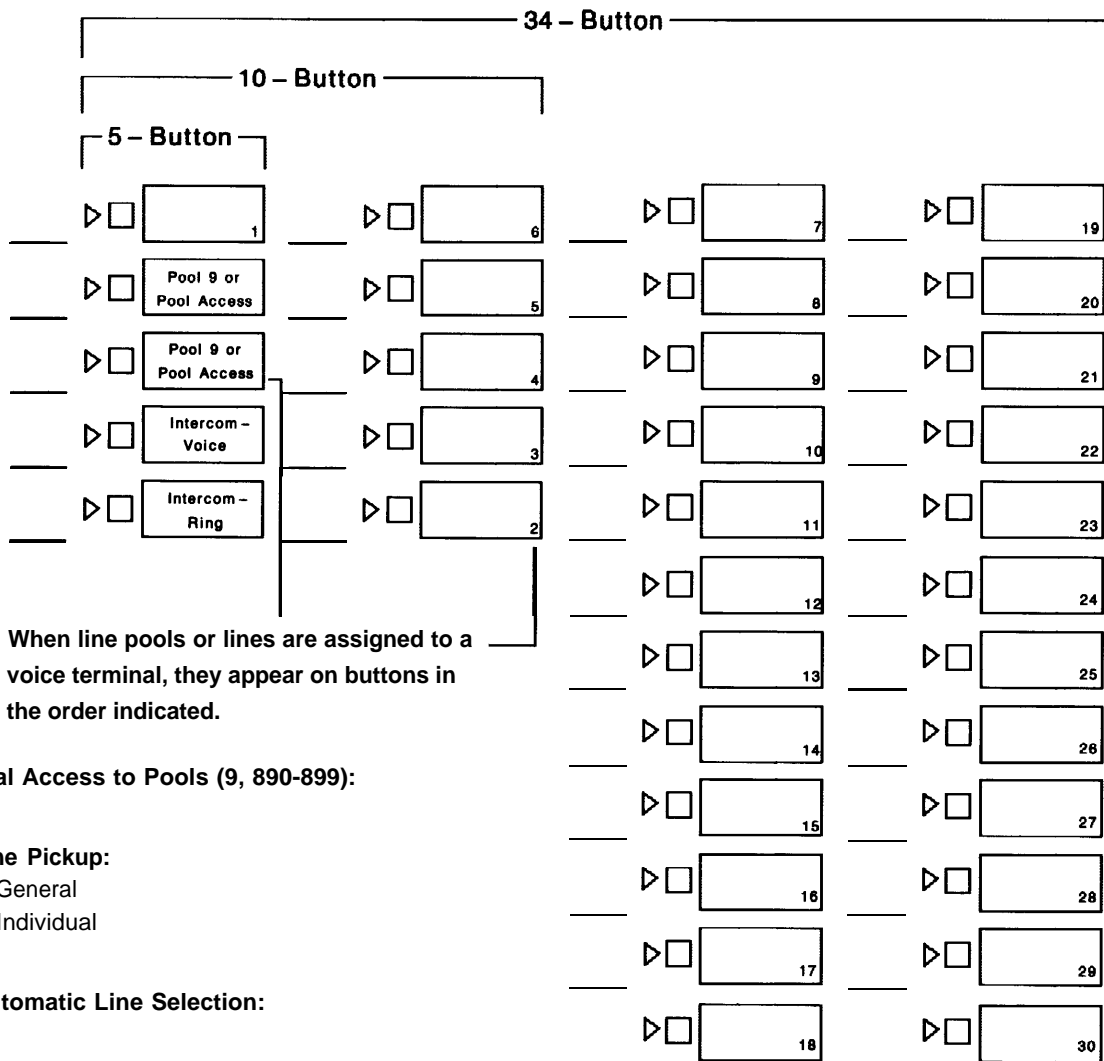 34 – Button
10 – Button
5 – Button
1
6
7
19
Pool 9 or
Pool Access
5
8
20
Pool 9 or
Pool Access
4
9
21
Intercom –
Voice
3
10
22
Intercom –
Ring
2
11
23
12
24
When line pools or lines are assigned to a
voice terminal, they appear on buttons in
the order indicated.
13
25
14
26
al Access to Pools (9, 890-899):
15
27
ne Pickup:
General
Individual
16
28
17
29
tomatic Line Selection:
18
30